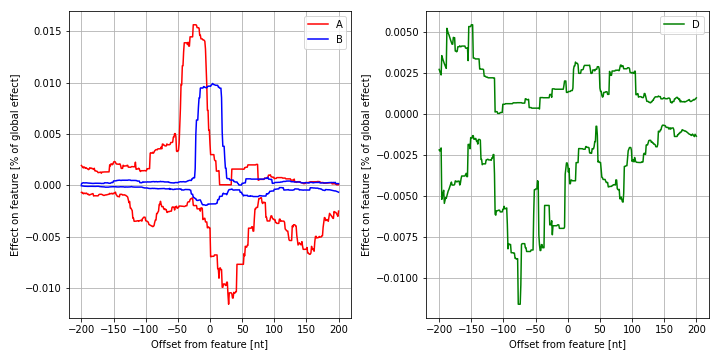 A
B
0.015
0.010
0.005
0.000
−0.005
−0.010
Effect on feature [% of global effect]
−200 −150 −100 −50 0 50 100 150 200
Offset from feature [nt]
D
0.0050
0.0025
0.0000
−0.0025
−0.0050
−0.0075
−0.0100
Effect on feature [% of global effect]
−200 −150 −100 −50 0 50 100 150 200
Offset from feature [nt]